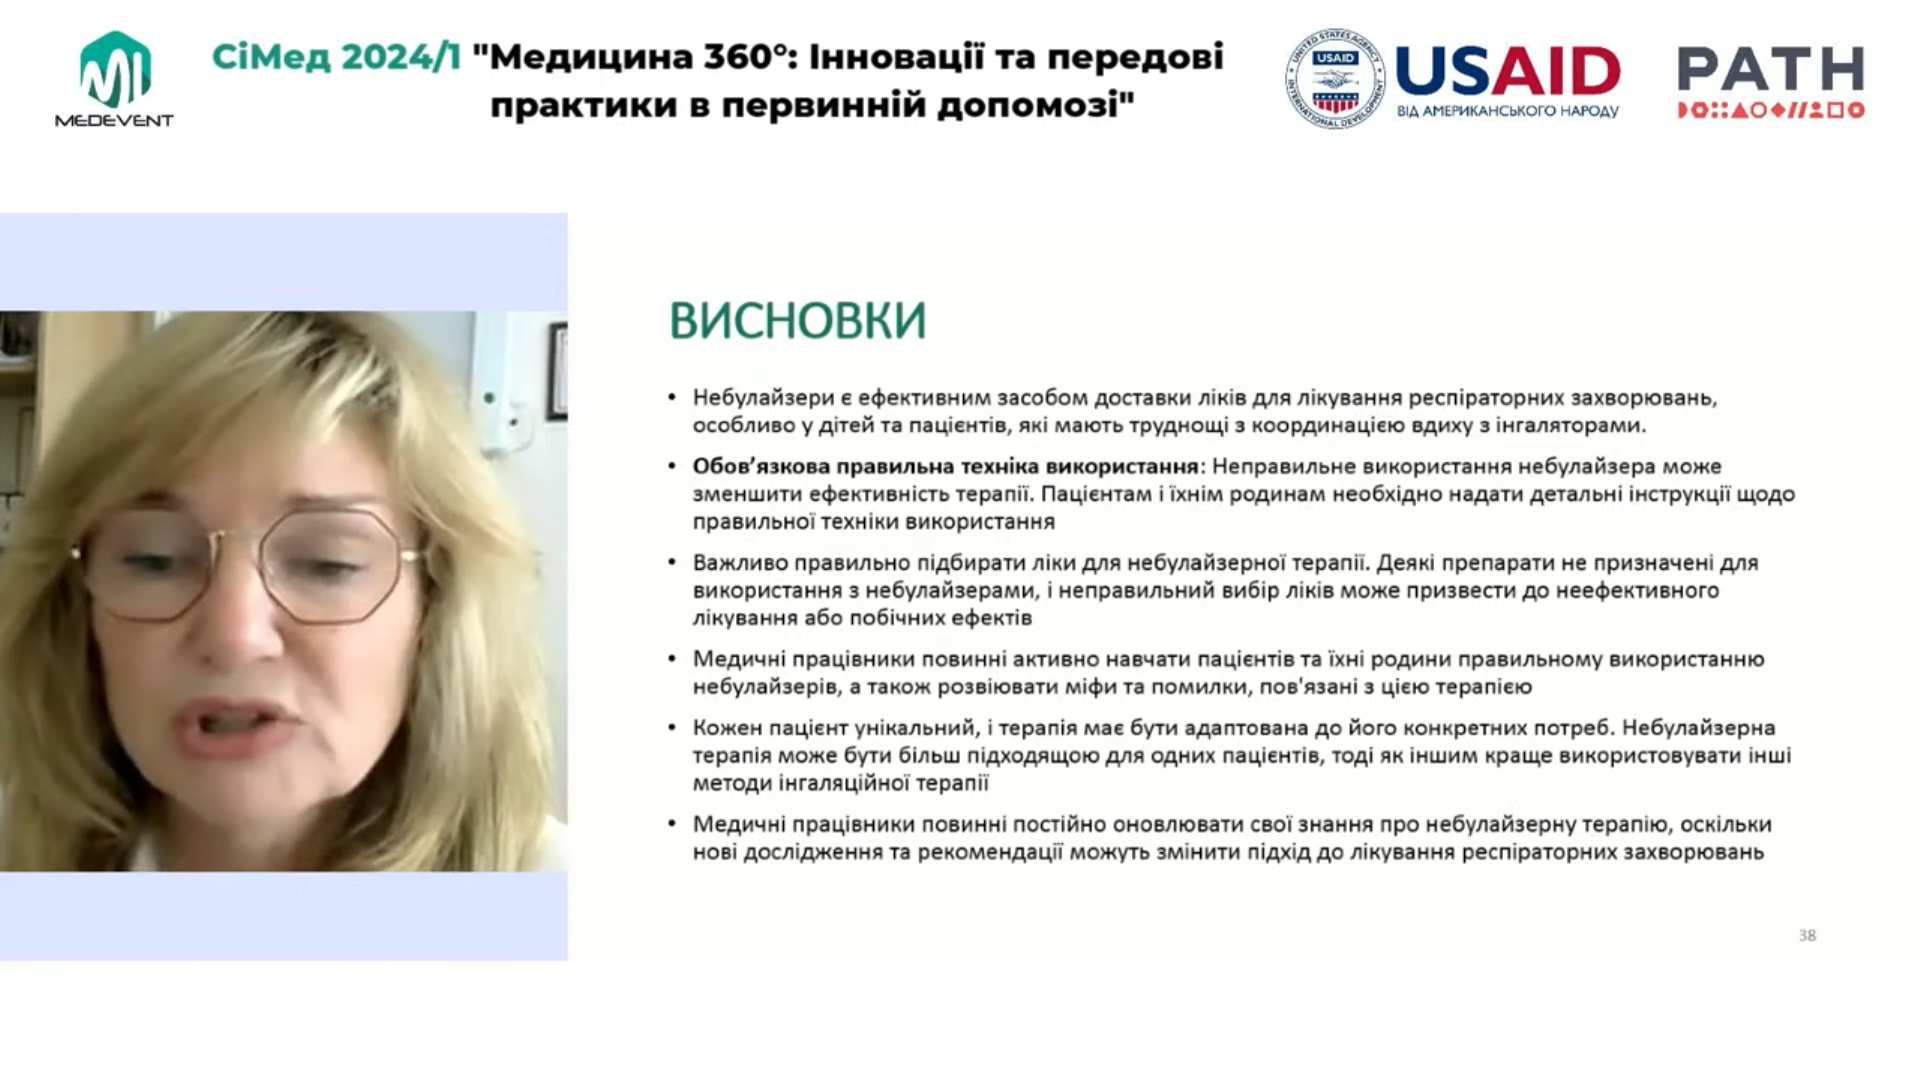 СіМед 2024/1 "Медицина 360°: Інновації та передові
практики в первинній допомозі"
MEDEVENT
UNITED STATES AGENCY
INTERNATIONAL DEVELOPMENT
USAID
USAID
ВІД АМЕРИКАНСЬКОГО НАРОДУ
PATH
ВИСНОВКИ
• Небулайзери є ефективним засобом доставки ліків для лікування респіраторних захворювань,
особливо у дітей та пацієнтів, які мають труднощі з координацією вдиху з інгаляторами.
• Обов’язкова правильна техніка використання: Неправильне використання небулайзера може
зменшити ефективність терапії. Пацієнтам і їхнім родинам необхідно надати детальні інструкції щодо
правильної техніки використання
• Важливо правильно підбирати ліки для небулайзерної терапії. Деякі препарати не призначені для
використання з небулайзерами, і неправильний вибір ліків може призвести до неефективного
лікування або побічних ефектів
• Медичні працівники повинні активно навчати пацієнтів та їхні родини правильному використанню
небулайзерів, а також розвіювати міфи та помилки, пов'язані з цією терапією
• Кожен пацієнт унікальний, і терапія має бути адаптована до його конкретних потреб. Небулайзерна
терапія може бути більш підходящою для одних пацієнтів, тоді як іншим краще використовувати інші
методи інгаляційної терапії
• Медичні працівники повинні постійно оновлювати свої знання про небулайзерну терапію, оскільки
нові дослідження та рекомендації можуть змінити підхід до лікування респіраторних захворювань
38